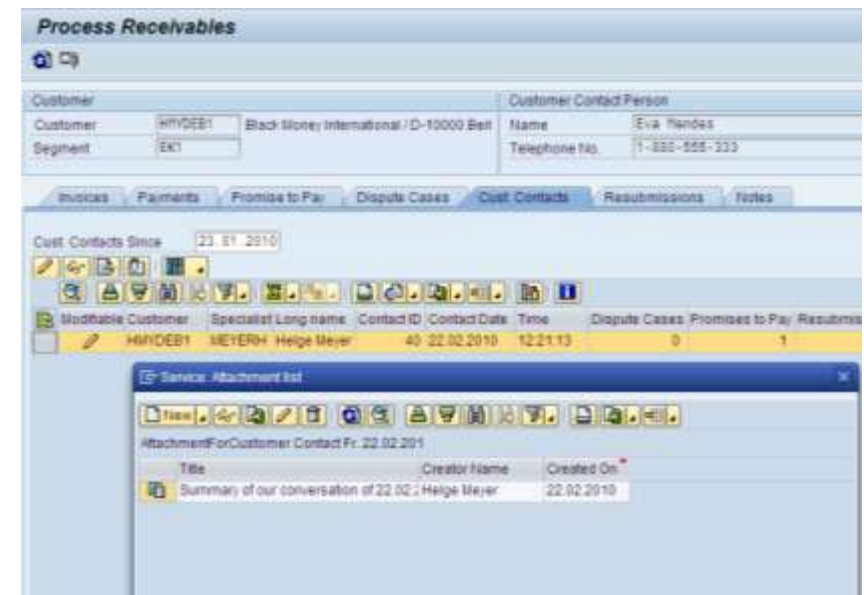 Process Receivables
Customer Customer Contact Person
Customer HMYDEB1 Black Money International / D-10000 Berl Name Eva Mendes
Segment EK1 Telephone No. 1-880-555-333
Invoices Payments Promise to Pay Dispute Cases Cust. Contacts Resubmissions Notes
Cust. Contacts Since 23.01.2010
Modifiable Customer Specialist Long name Contact ID Contact Date Time Dispute Cases Promises to Pay Resubmis
HMYDEB1 MEYERH Helge Meyer 40 22.02.2010 12:21:13 0 1
Service: Attachment list
New
AttachmentForCustomer Contact Fr. 22.02.201
Title Creator Name Created On
Summary of our conversation of 22.02.2 Helge Meyer 22.02.2010